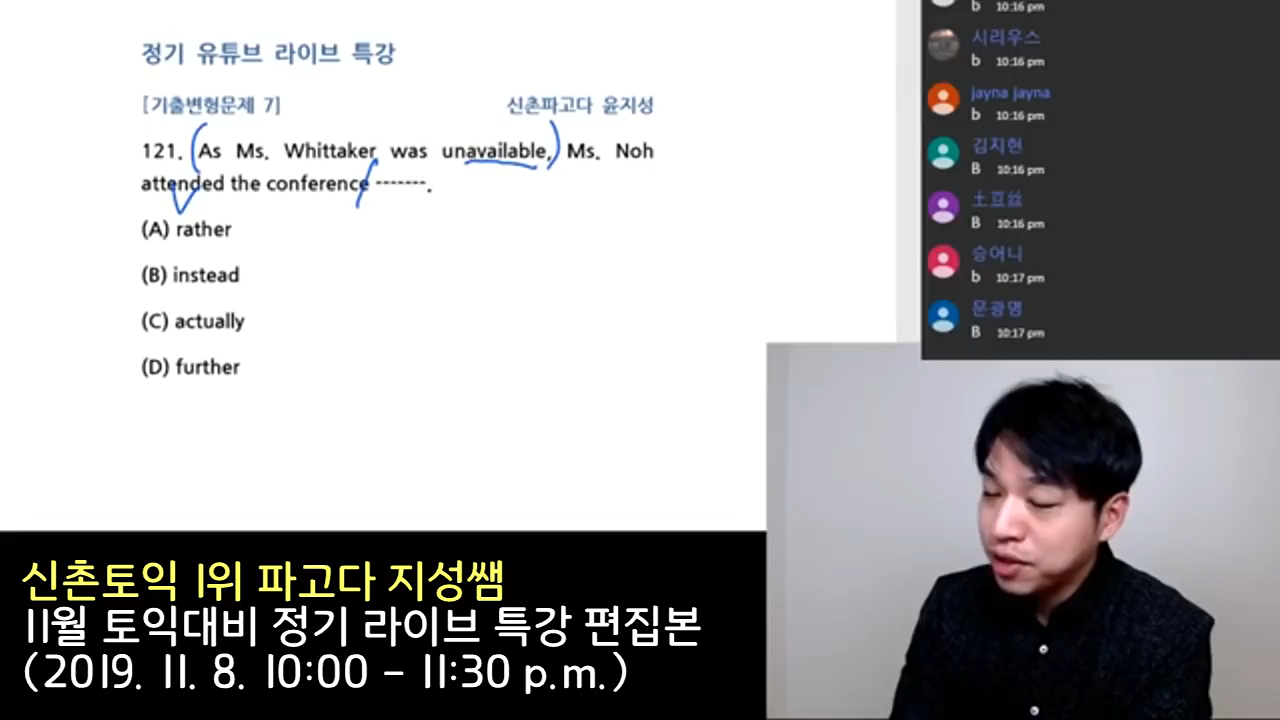 정기 유튜브 라이브 특강
[기출변형문제 7] 신촌파고다 윤지성
121. As Ms. Whittaker was unavailable, Ms. Noh
attended the conference -------.
(A) rather
(B) instead
(C) actually
(D) further
b 10:16 pm
시리우스
b 10:16 pm
jayna jayna
b 10:16 pm
김지현
B 10:16 pm
土豆丝
B 10:16 pm
승어니
b 10:17 pm
문광명
B 10:17 pm
신촌토익 1위 파고다 지성쌤
11월 토익대비 정기 라이브 특강 편집본
(2019. 11. 8. 10:00 - 11:30 p.m.)